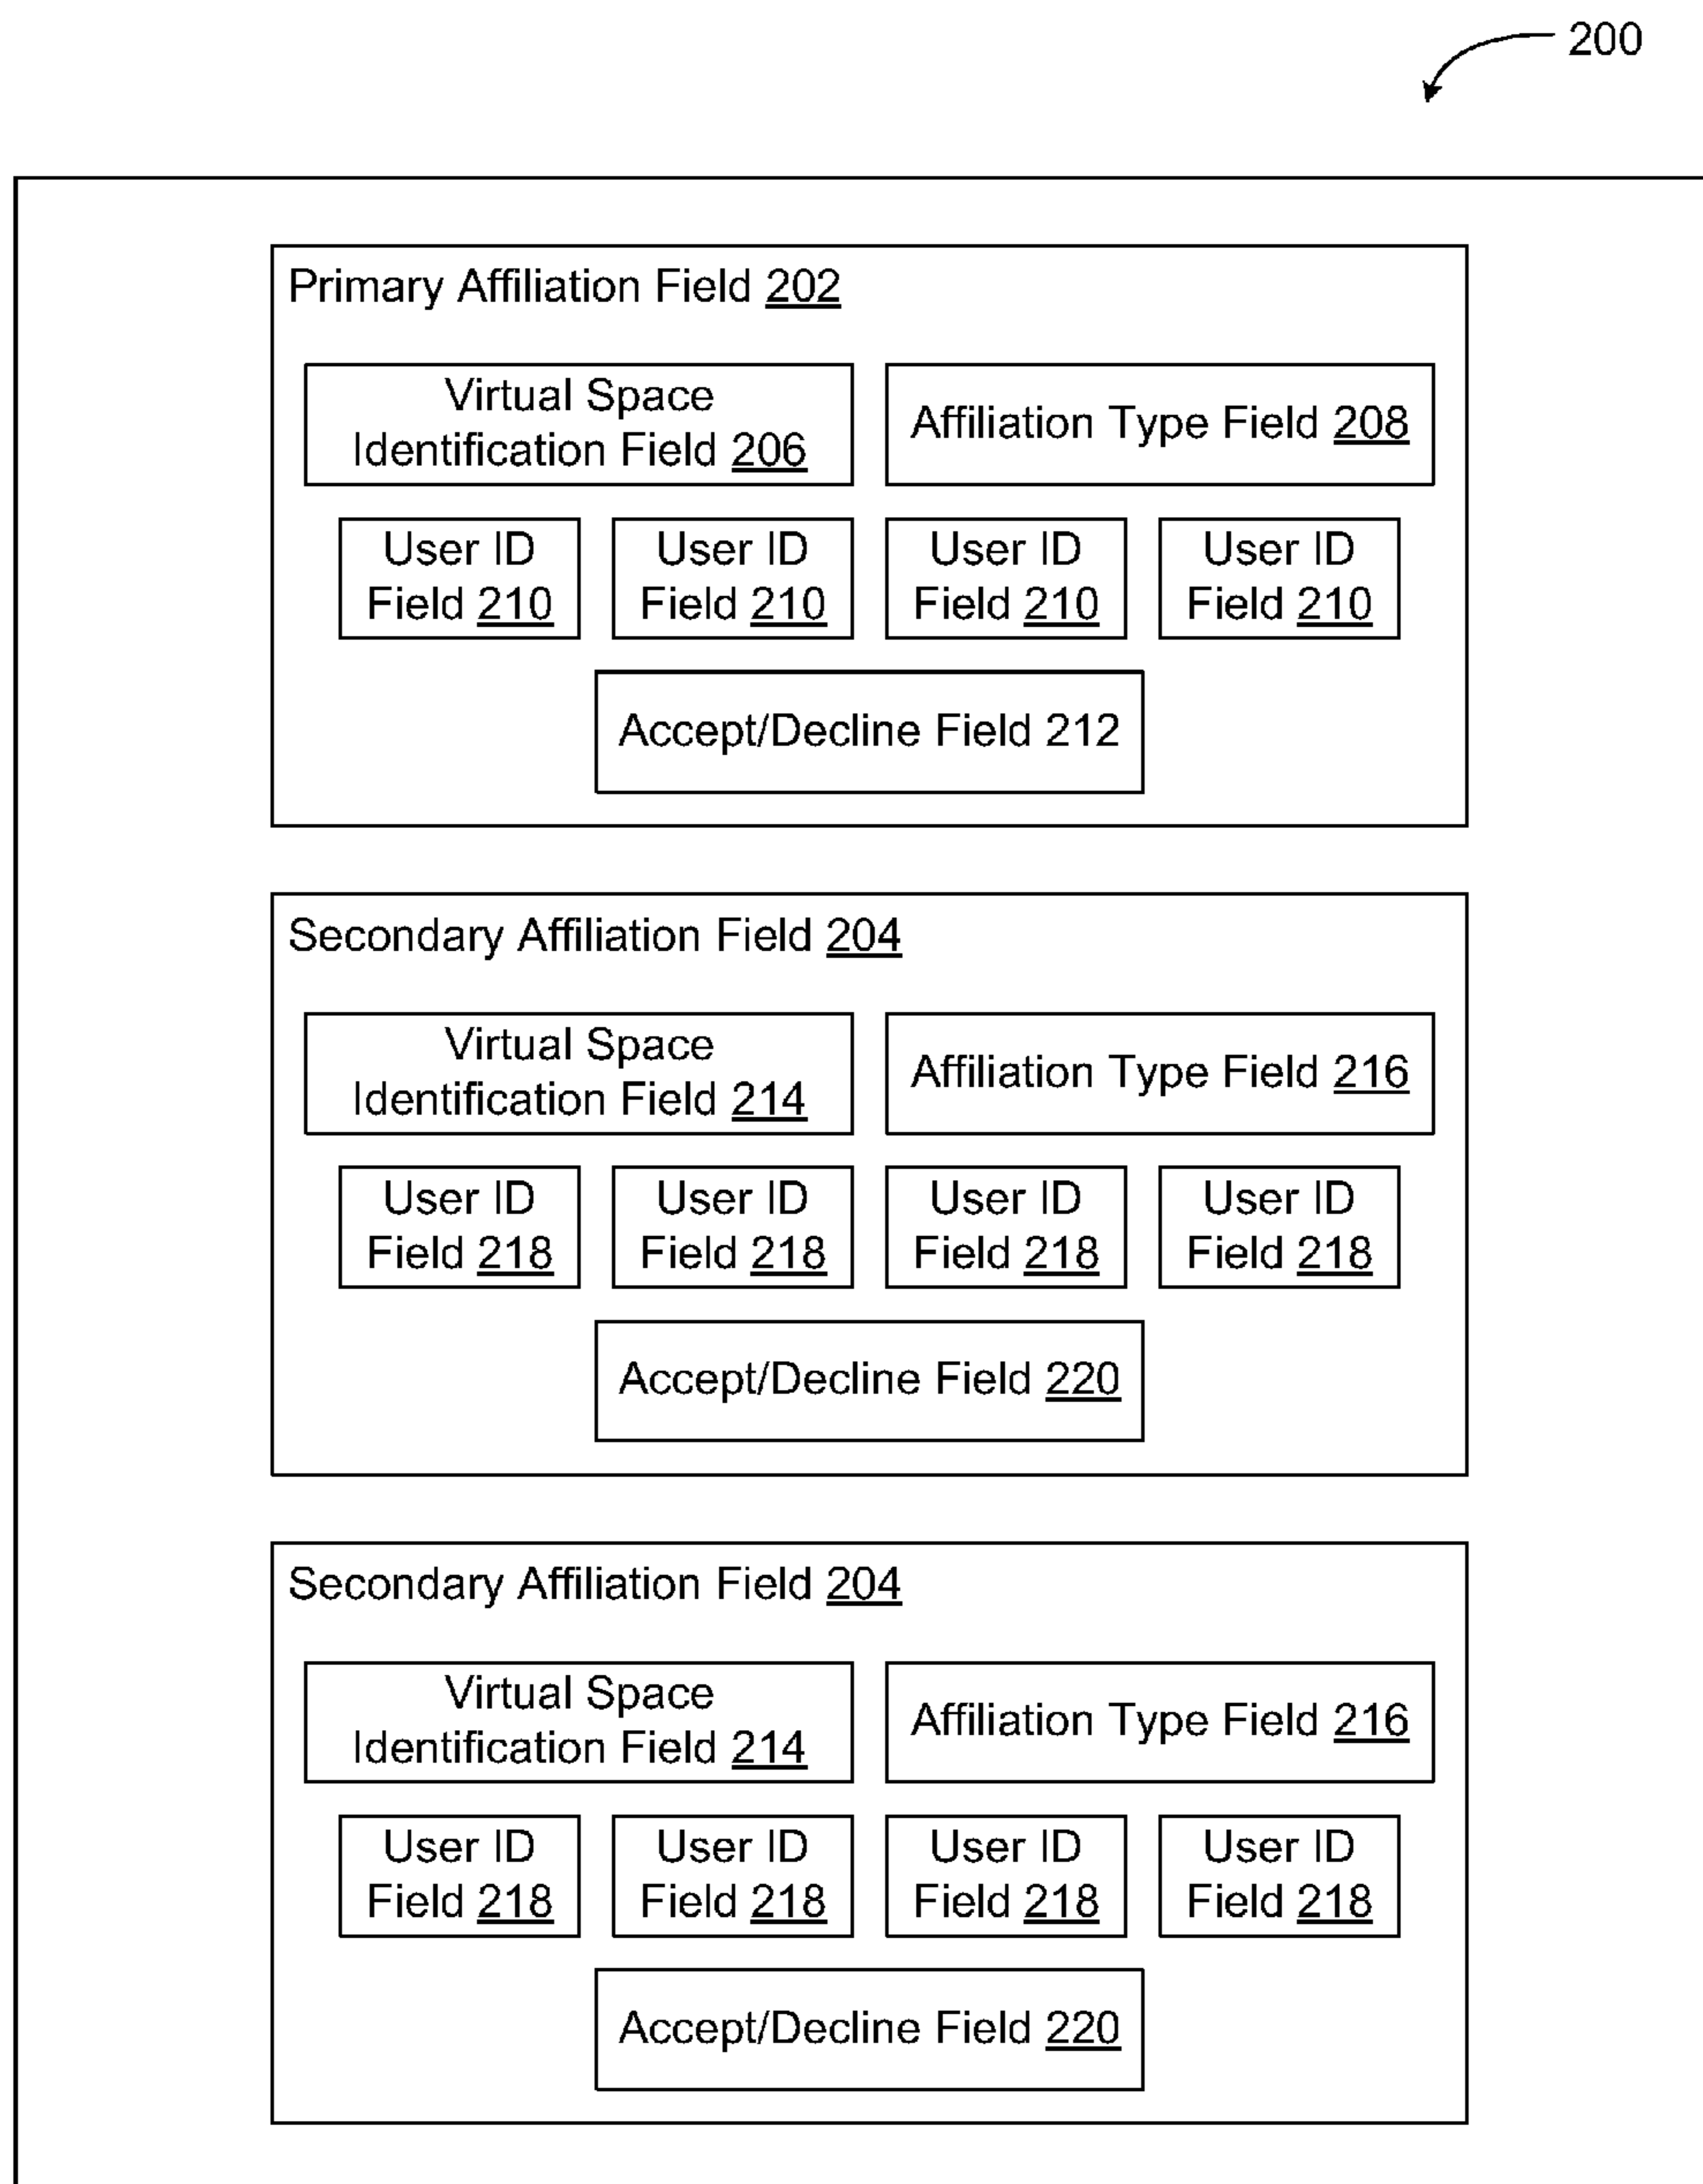 200
Primary Affiliation Field 202
Virtual Space
Identification Field 206
Affiliation Type Field 208
User ID
Field 210
User ID
Field 210
User ID
Field 210
User ID
Field 210
Accept/Decline Field 212
Secondary Affiliation Field 204
Virtual Space
Identification Field 214
Affiliation Type Field 216
User ID
Field 218
User ID
Field 218
User ID
Field 218
User ID
Field 218
Accept/Decline Field 220
Secondary Affiliation Field 204
Virtual Space
Identification Field 214
Affiliation Type Field 216
User ID
Field 218
User ID
Field 218
User ID
Field 218
User ID
Field 218
Accept/Decline Field 220